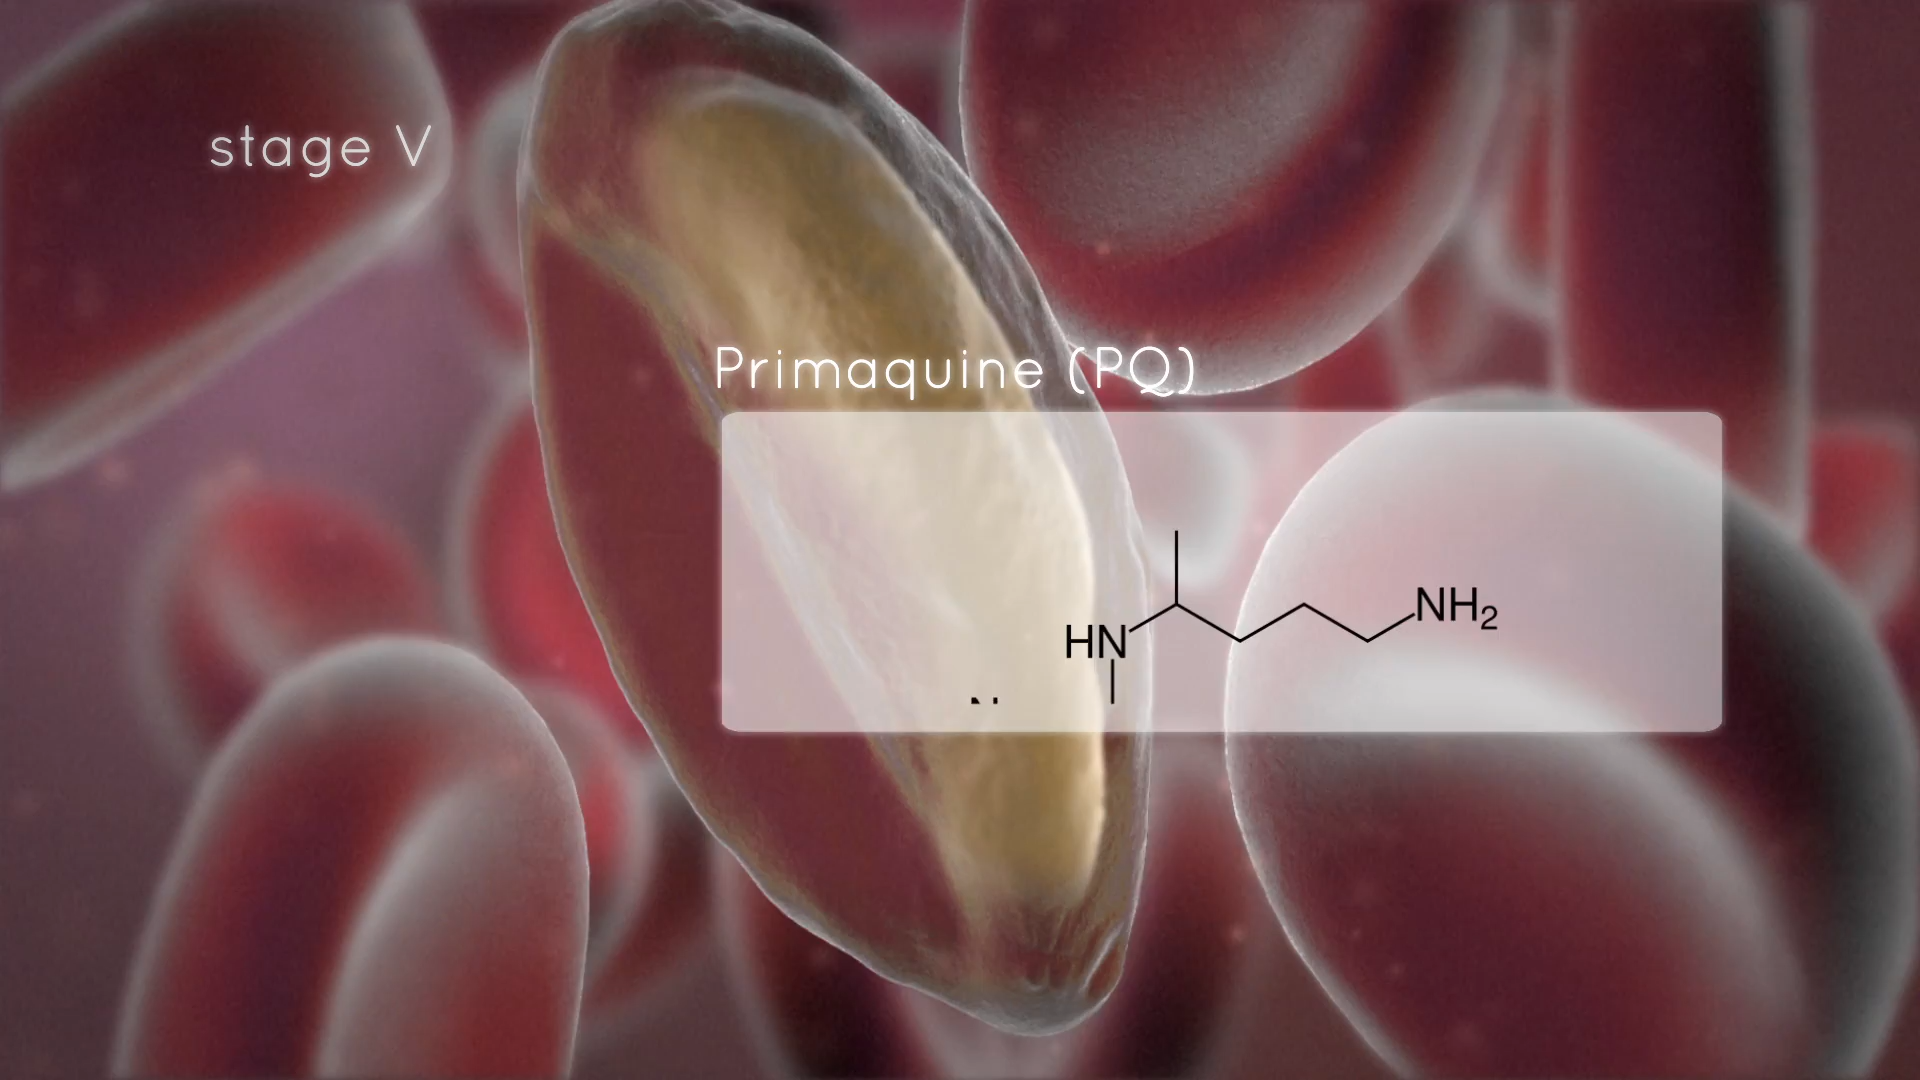 stage V
Primaquine (PQ)
NH₂
HN